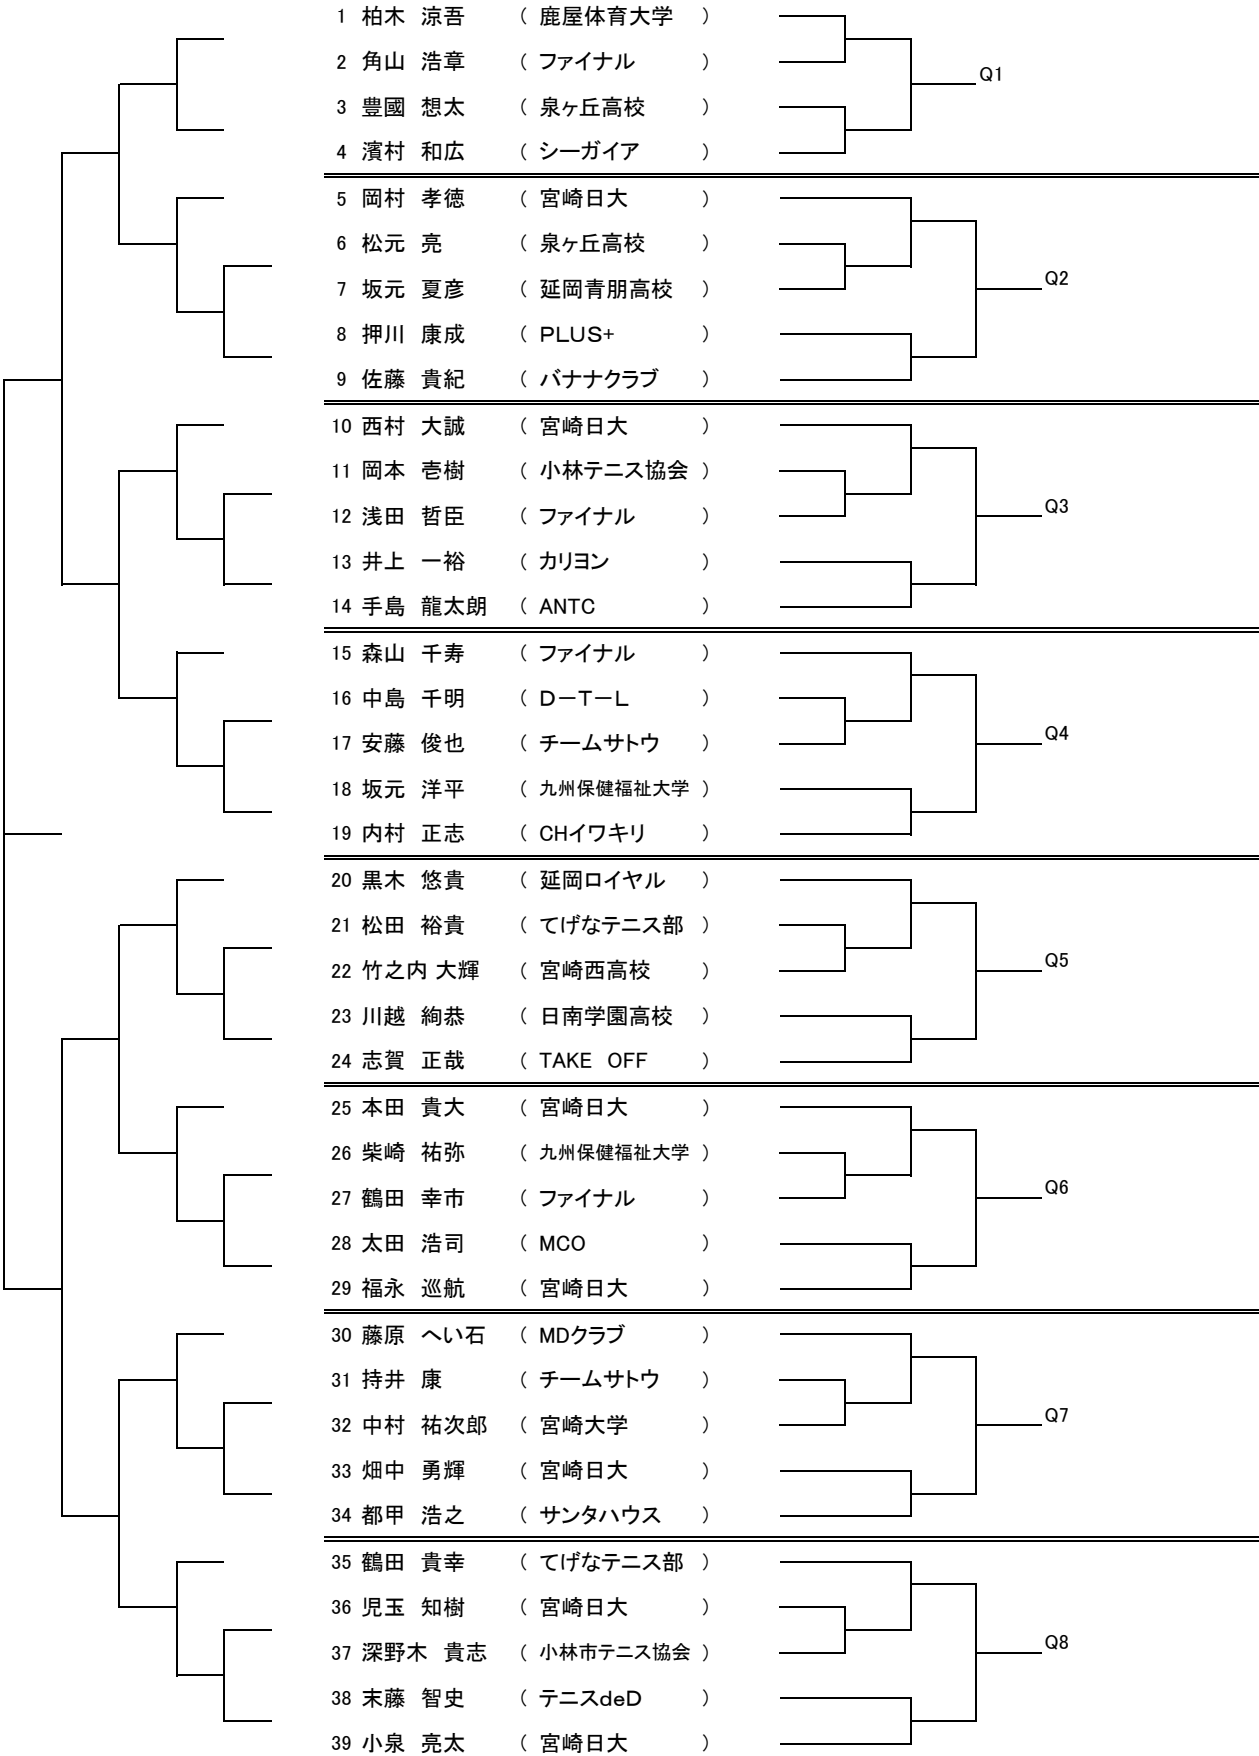 1 柏木 涼吾 ( 鹿屋体育大学 )
2 角山 浩章 ( ファイナル )
Q1
3 豊國 想太 ( 泉ヶ丘高校 )
4 濱村 和広 ( シーガイア )
5 岡村 孝徳 ( 宮崎日大 )
6 松元 亮 ( 泉ヶ丘高校 )
Q2
7 坂元 夏彦 ( 延岡青朋高校 )
8 押川 康成 ( PLUS+ )
9 佐藤 貴紀 ( バナナクラブ )
10 西村 大誠 ( 宮崎日大 )
11 岡本 壱樹 ( 小林テニス協会 )
Q3
12 浅田 哲臣 ( ファイナル )
13 井上 一裕 ( カリヨン )
14 手島 龍太朗 ( ANTC )
15 森山 千寿 ( ファイナル )
16 中島 千明 ( D－T－L )
Q4
17 安藤 俊也 ( チームサトウ )
18 坂元 洋平 ( 九州保健福祉大学 )
19 内村 正志 ( CHイワキリ )
20 黒木 悠貴 ( 延岡ロイヤル )
21 松田 裕貴 ( てげなテニス部 )
Q5
22 竹之内 大輝 ( 宮崎西高校 )
23 川越 絢恭 ( 日南学園高校 )
24 志賀 正哉 ( TAKE OFF )
25 本田 貴大 ( 宮崎日大 )
26 柴崎 祐弥 ( 九州保健福祉大学 )
Q6
27 鶴田 幸市 ( ファイナル )
28 太田 浩司 ( MCO )
29 福永 巡航 ( 宮崎日大 )
30 藤原 へい石 ( MDクラブ )
31 持井 康 ( チームサトウ )
Q7
32 中村 祐次郎 ( 宮崎大学 )
33 畑中 勇輝 ( 宮崎日大 )
34 都甲 浩之 ( サンタハウス )
35 鶴田 貴幸 ( てげなテニス部 )
36 児玉 知樹 ( 宮崎日大 )
Q8
37 深野木 貴志 ( 小林市テニス協会 )
38 末藤 智史 ( テニスdeD )
39 小泉 亮太 ( 宮崎日大 )